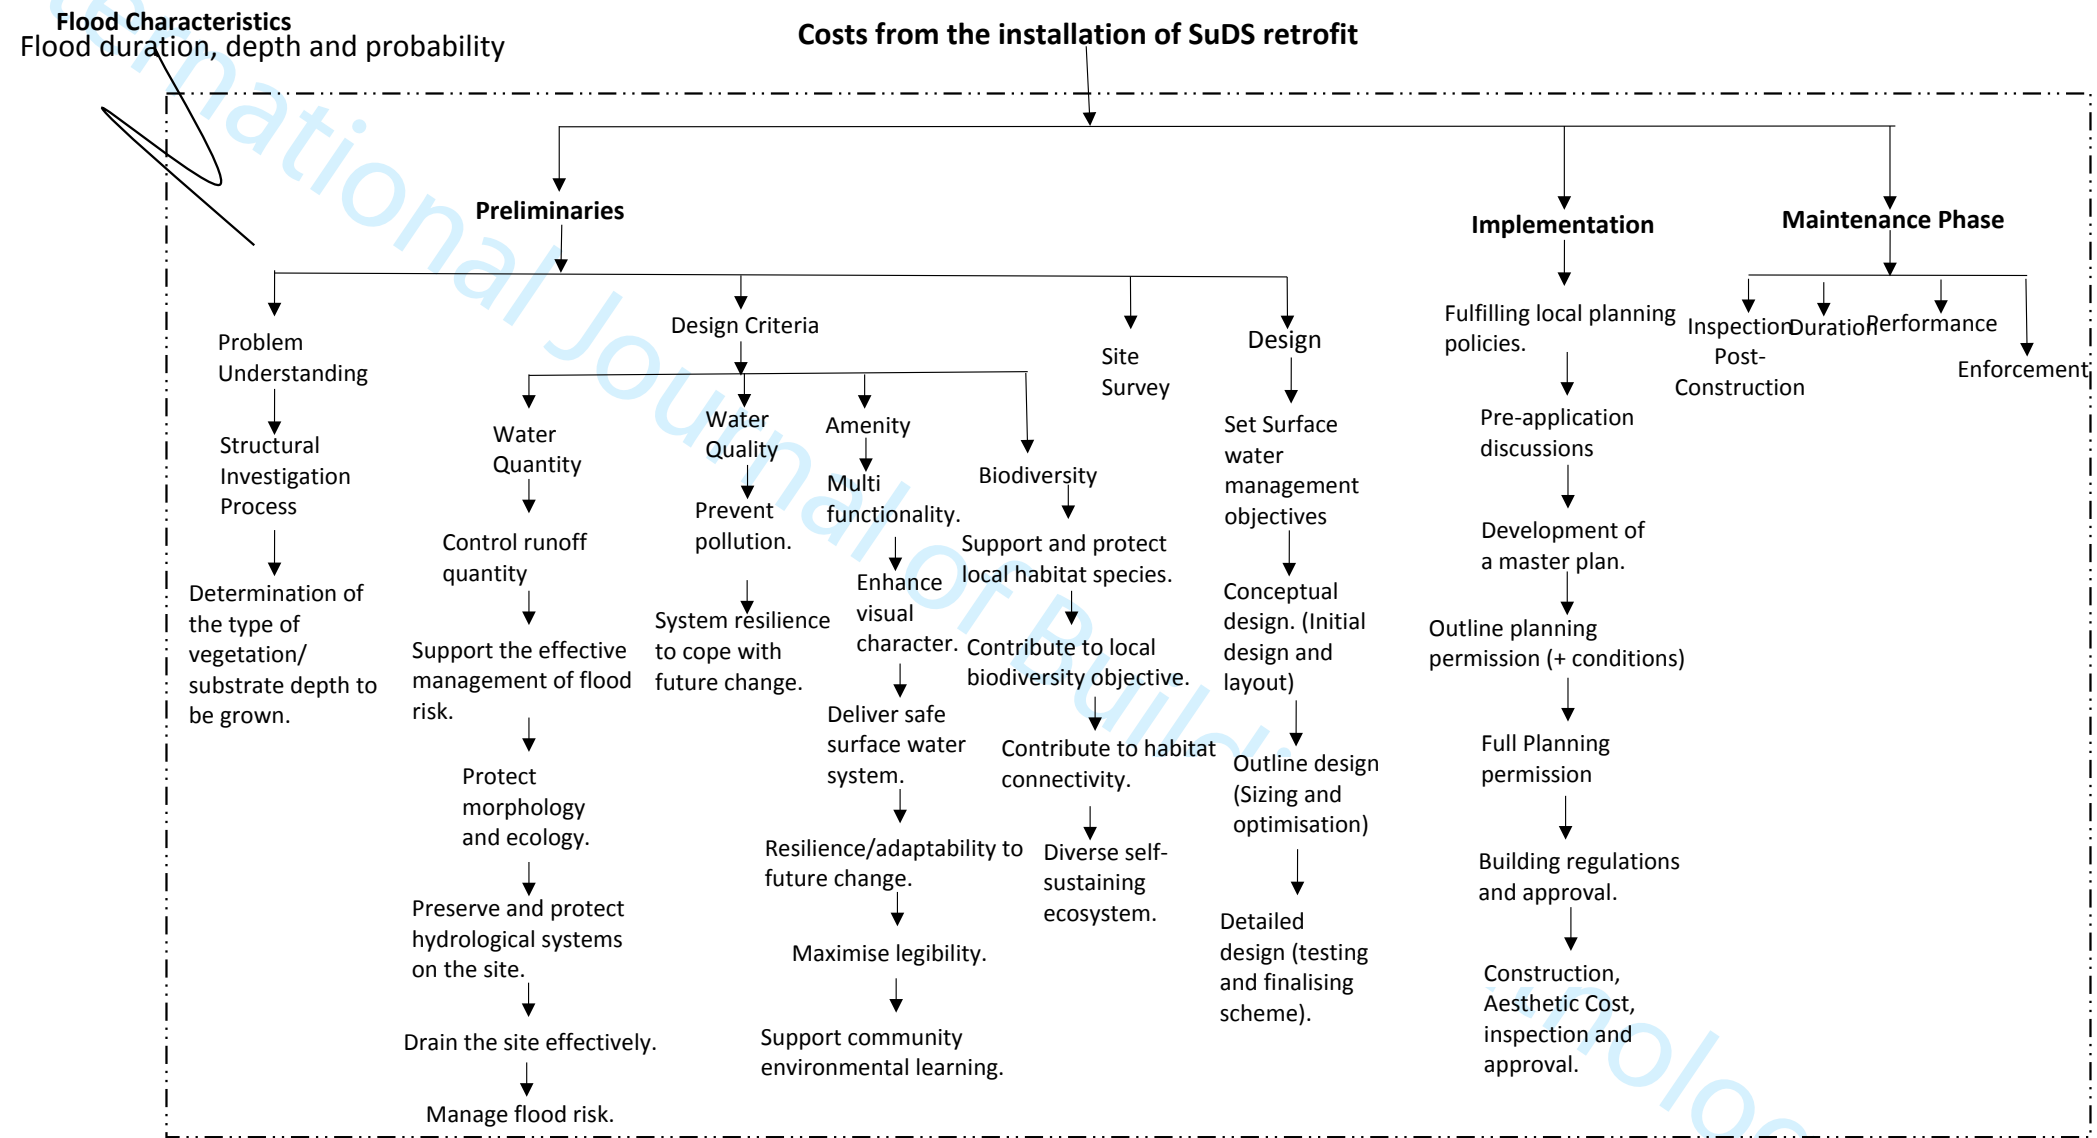 Flood Characteristics
Flood duration, depth and probability
Costs from the installation of SuDS retrofit
Preliminaries
Implementation
Maintenance Phase
Problem
Understanding
Structural
Investigation
Process
Determination of
the type of
vegetation/
substrate depth to
be grown.
Design Criteria
Water
Quantity
Control runoff
quantity
Support the effective
management of flood
risk.
Protect
morphology
and ecology.
Preserve and protect
hydrological systems
on the site.
Drain the site effectively.
Manage flood risk.
Water
Quality
Prevent
pollution.
System resilience
to cope with
future change.
Amenity
Multi
functionality.
Enhance
visual
character.
Deliver safe
surface water
system.
Resilience/adaptability to
future change.
Maximise legibility.
Support community
environmental learning.
Biodiversity
Support and protect
local habitat species.
Contribute to local
biodiversity objective.
Contribute to habitat
connectivity.
Diverse self-
sustaining
ecosystem.
Site
Survey
Design
Set Surface
water
management
objectives
Conceptual
design. (Initial
design and
layout)
Outline design
(Sizing and
optimisation)
Detailed
design (testing
and finalising
scheme).
Fulfilling local planning
policies.
Pre-application
discussions
Development of
a master plan.
Outline planning
permission (+ conditions)
Full Planning
permission
Building regulations
and approval.
Construction,
Aesthetic Cost,
inspection and
approval.
Inspection
Post-
Construction
Duration
Performance
Enforcement
ernational Journal of Buildi